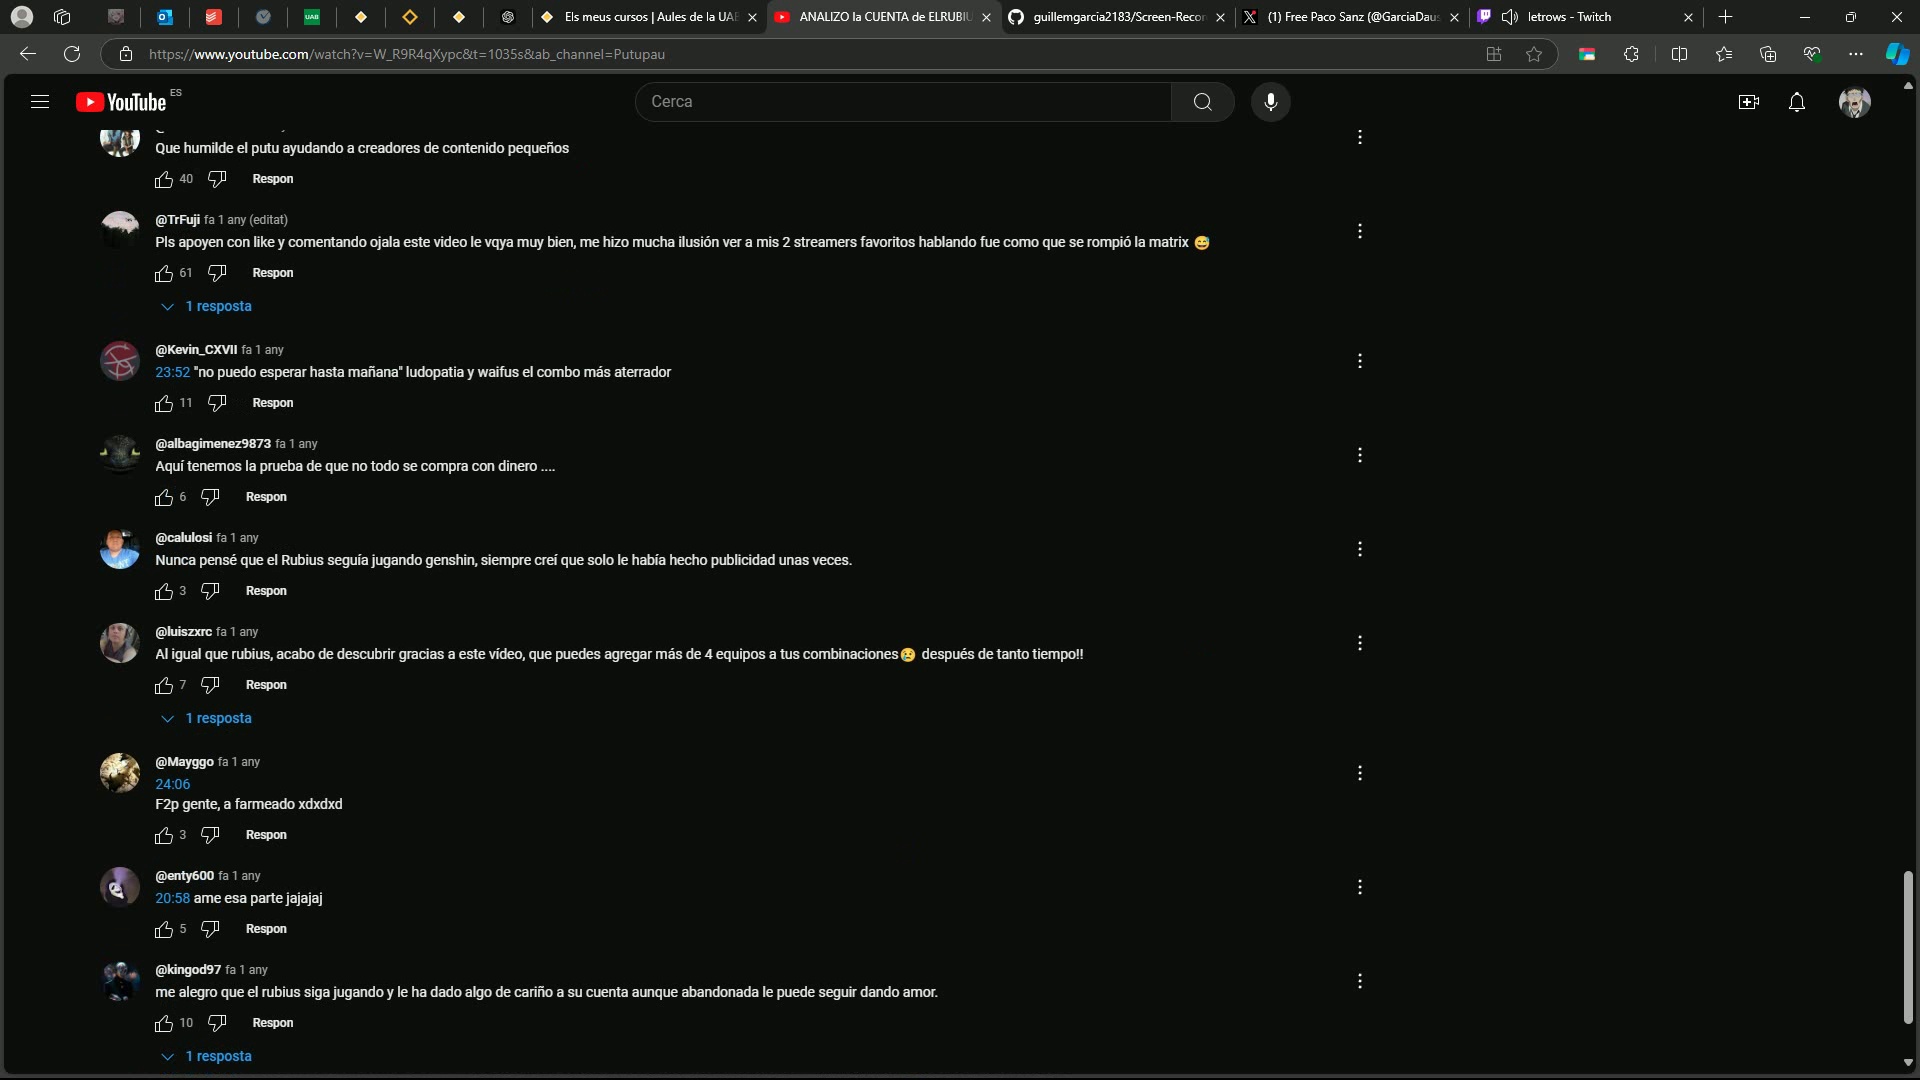 UAB
Els meus cursos | Aules de la UAB
ANALIZO la CUENTA de ELRUBIU
guillemgarcia2183/Screen-Recor
(1) Free Paco Sanz (@GarciaDaus
letrows - Twitch
https://www.youtube.com/watch?v=W_R9R4qXypc&t=1035s&ab_channel=Putupau
YouTube ES
Cerca
Que humilde el putu ayudando a creadores de contenido pequeños
40 Respon
@TrFuji fa 1 any (editat)
Pls apoyen con like y comentando ojala este video le vqya muy bien, me hizo mucha ilusión ver a mis 2 streamers favoritos hablando fue como que se rompió la matrix 😅
61 Respon
1 resposta
@Kevin_CXVII fa 1 any
23:52 "no puedo esperar hasta mañana" ludopatia y waifus el combo más aterrador
11 Respon
@albagimenez9873 fa 1 any
Aquí tenemos la prueba de que no todo se compra con dinero ....
6 Respon
@calulosi fa 1 any
Nunca pensé que el Rubius seguía jugando genshin, siempre creí que solo le había hecho publicidad unas veces.
3 Respon
@luiszxrc fa 1 any
Al igual que rubius, acabo de descubrir gracias a este vídeo, que puedes agregar más de 4 equipos a tus combinaciones😢 después de tanto tiempo!!
7 Respon
1 resposta
@Mayggo fa 1 any
24:06
F2p gente, a farmeado xdxdxd
3 Respon
@enty600 fa 1 any
20:58 ame esa parte jajajaj
5 Respon
@kingod97 fa 1 any
me alegro que el rubius siga jugando y le ha dado algo de cariño a su cuenta aunque abandonada le puede seguir dando amor.
10 Respon
1 resposta